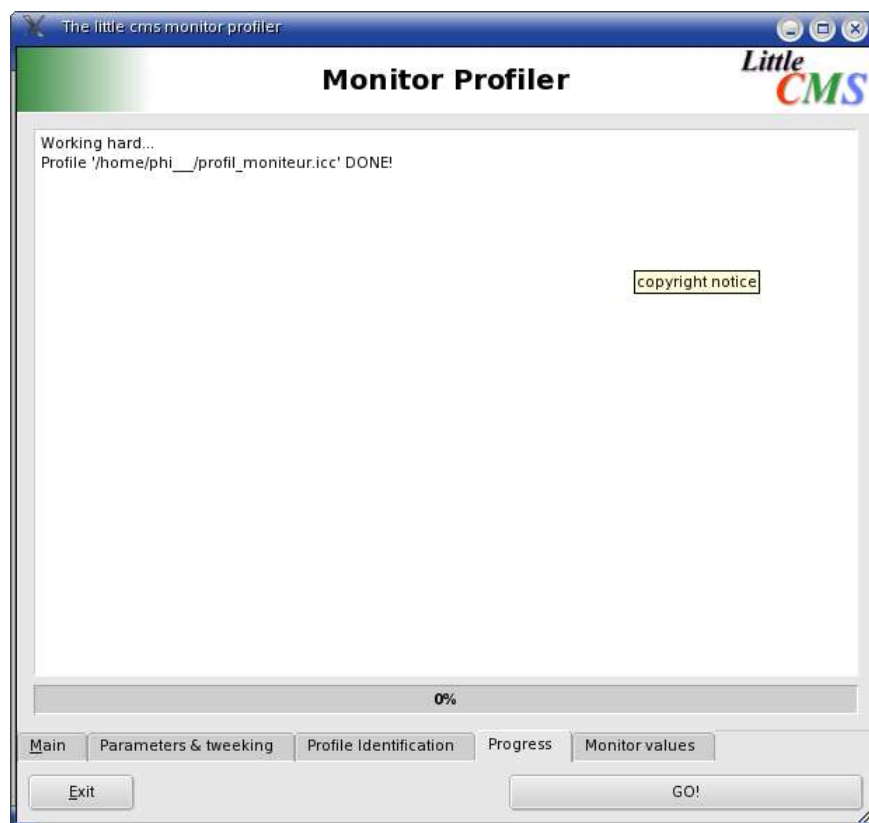 The little cms monitor profiler
Monitor Profiler
Little
CMS
Working hard...
Profile '/home/phi___/profil_moniteur.icc' DONE!
copyright notice
0%
Main Parameters & tweeking Profile Identification Progress Monitor values
Exit GO!